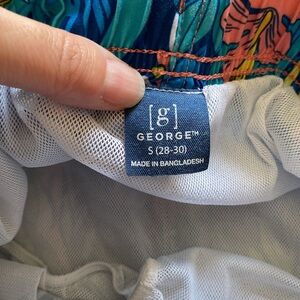 [g]
GEORGE™
S (28-30)
MADE IN BANGLADESH